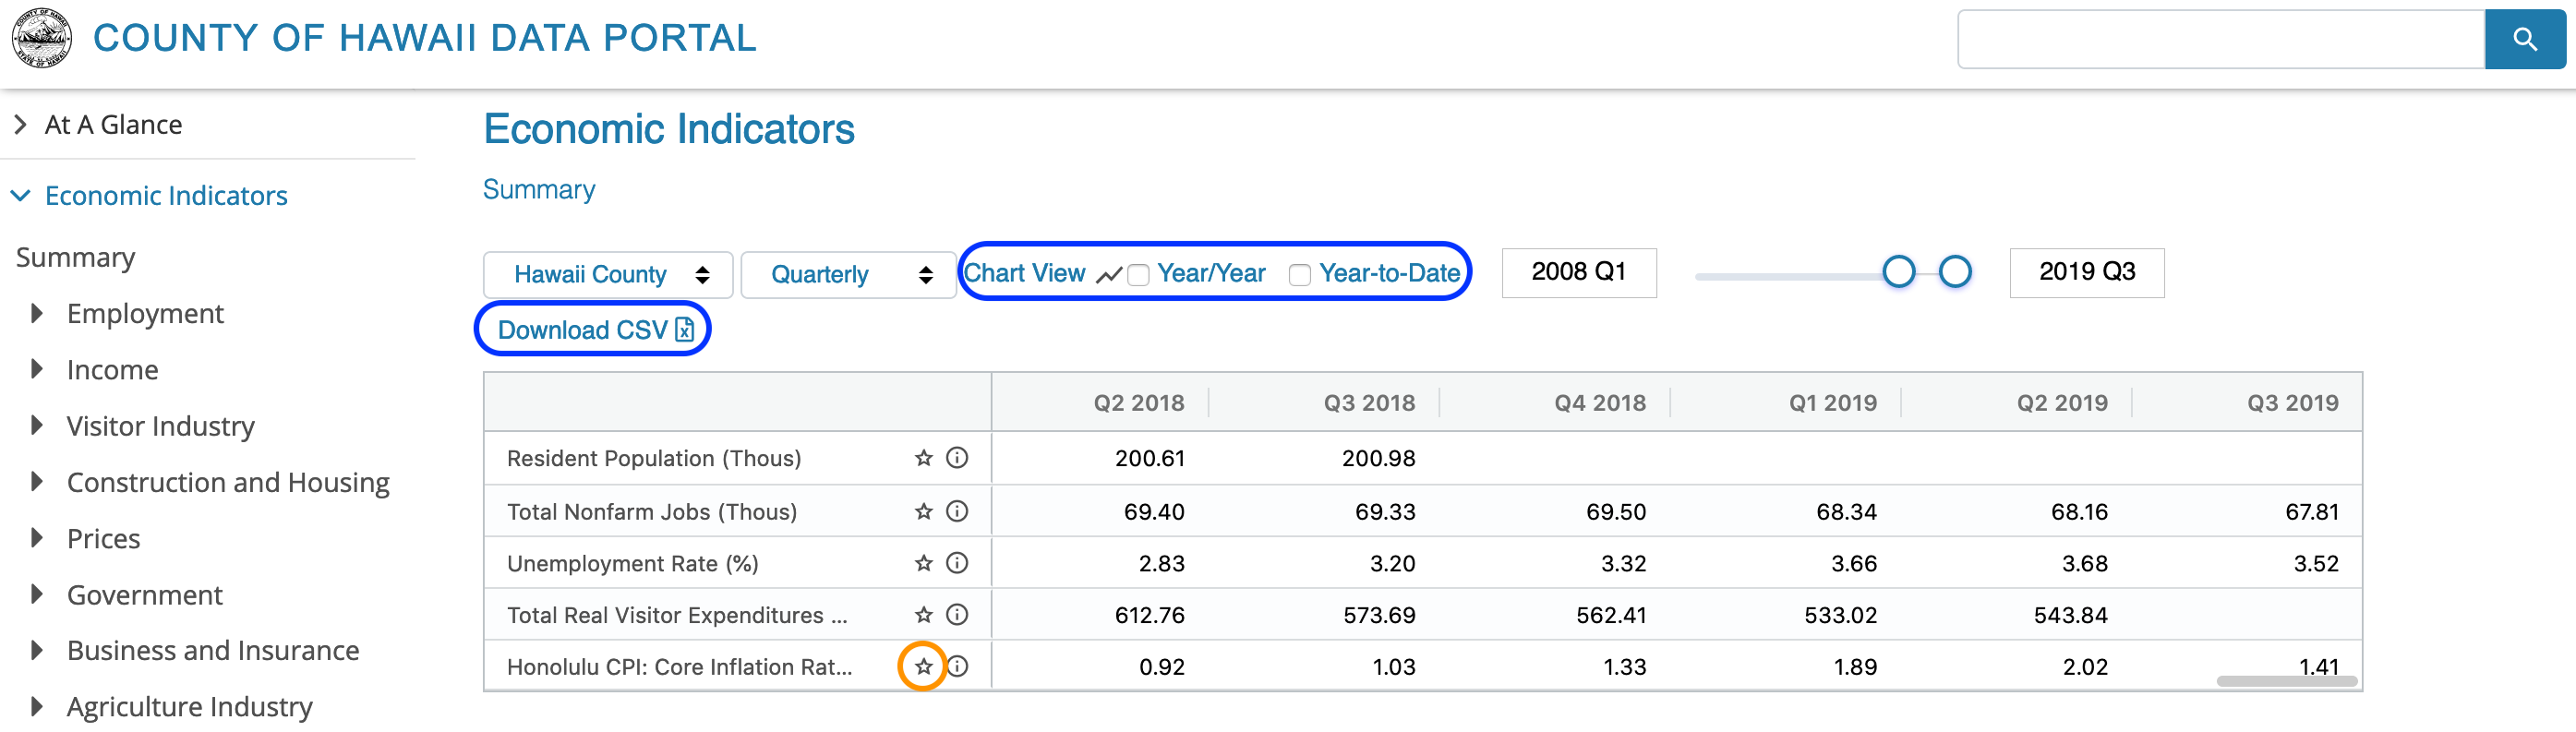 COUNTY OF HAWAII DATA PORTAL
At A Glance
Economic Indicators
Summary
Employment
Income
Visitor Industry
Construction and Housing
Prices
Government
Business and Insurance
Agriculture Industry
Economic Indicators
Summary
Hawaii County Quarterly Chart View Year/Year Year-to-Date 2008 Q1 2019 Q3
Download CSV
Q2 2018 Q3 2018 Q4 2018 Q1 2019 Q2 2019 Q3 2019
Resident Population (Thous) 200.61 200.98
Total Nonfarm Jobs (Thous) 69.40 69.33 69.50 68.34 68.16 67.81
Unemployment Rate (%) 2.83 3.20 3.32 3.66 3.68 3.52
Total Real Visitor Expenditures ... 612.76 573.69 562.41 533.02 543.84
Honolulu CPI: Core Inflation Rat... 0.92 1.03 1.33 1.89 2.02 1.41